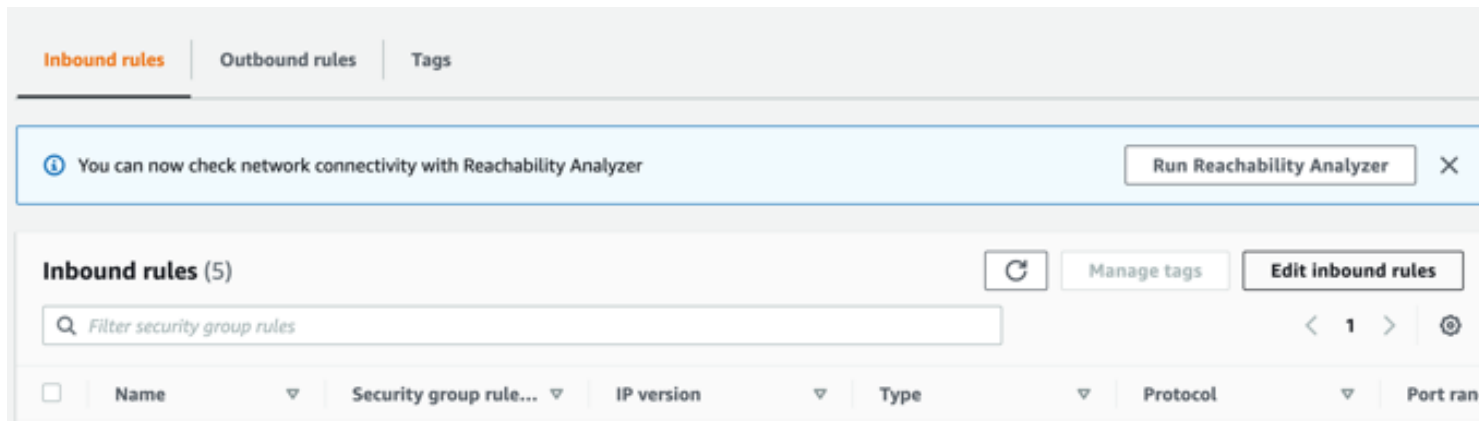 Inbound rules Outbound rules Tags
You can now check network connectivity with Reachability Analyzer Run Reachability Analyzer
Inbound rules (5) Manage tags Edit inbound rules
Filter security group rules 1
Name Security group rule... IP version Type Protocol Port ran